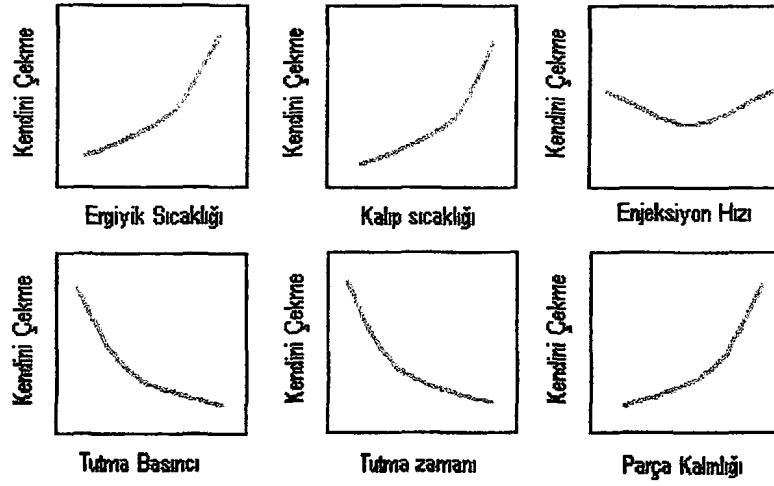 Kendini Çekme
Ergiyik Sıcaklığı
Kendini Çekme
Kalıp sıcaklığı
Kendini Çekme
Enjeksiyon Hızı
Kendini Çekme
Tutma Basıncı
Kendini Çekme
Tutma zamanı
Kendini Çekme
Parça Kalınlığı